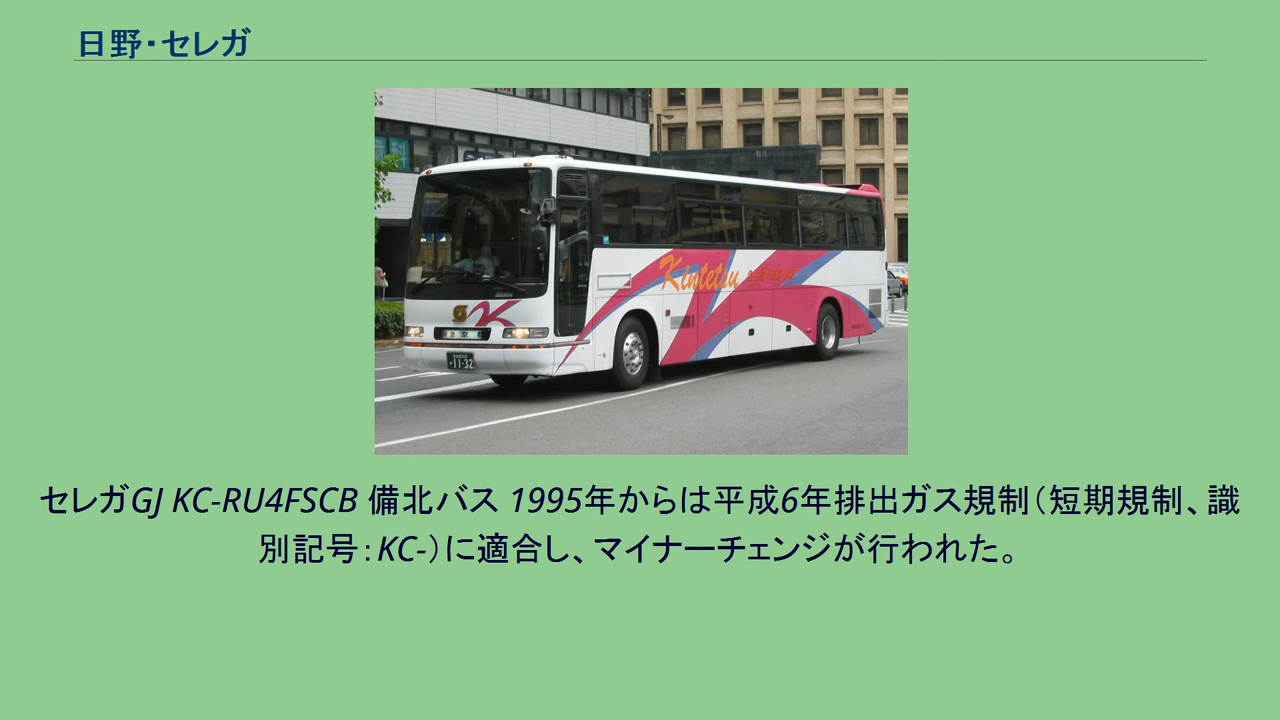 日野・セレガ
Kintetsu
K
11-32
セレガGJ KC-RU4FSCB 備北バス 1995年からは平成6年排出ガス規制（短期規制、識
別記号：KC-）に適合し、マイナーチェンジが行われた。